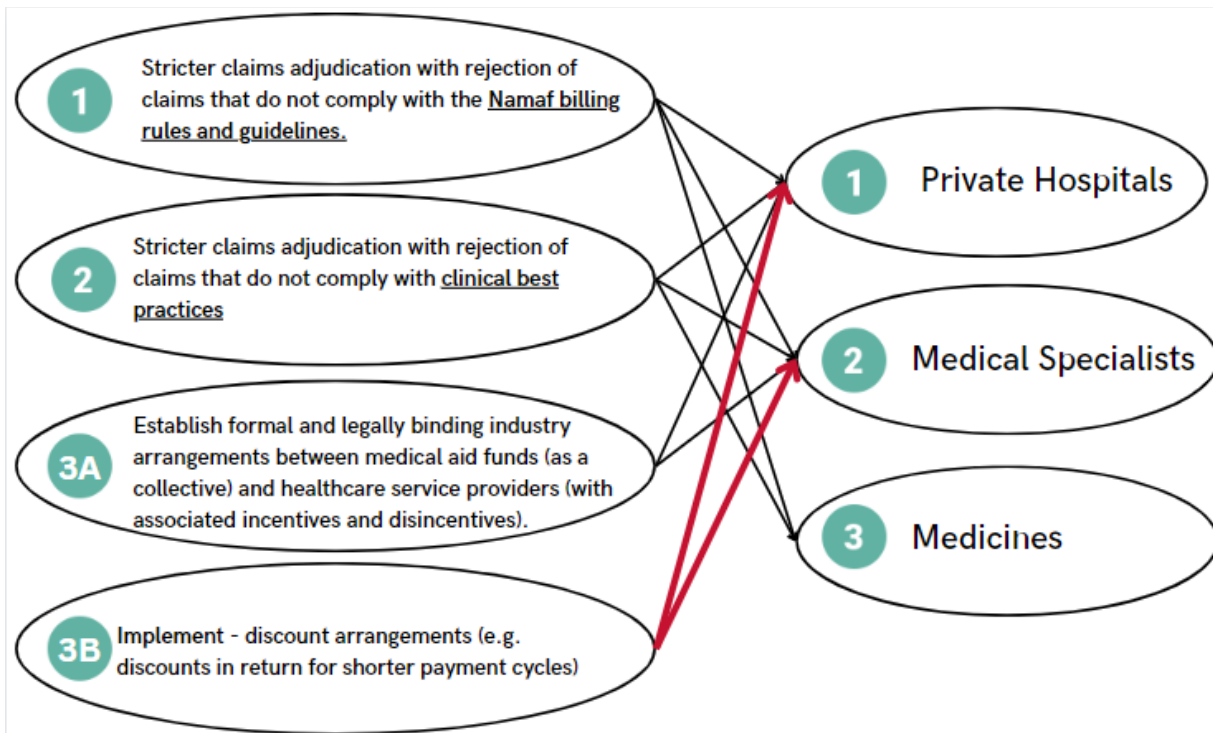 1
Stricter claims adjudication with rejection of
claims that do not comply with the Namaf billing
rules and guidelines.
2
Stricter claims adjudication with rejection of
claims that do not comply with clinical best
practices
3A
Establish formal and legally binding industry
arrangements between medical aid funds (as a
collective) and healthcare service providers (with
associated incentives and disincentives).
3B
Implement - discount arrangements (e.g.
discounts in return for shorter payment cycles)
1
Private Hospitals
2
Medical Specialists
3
Medicines